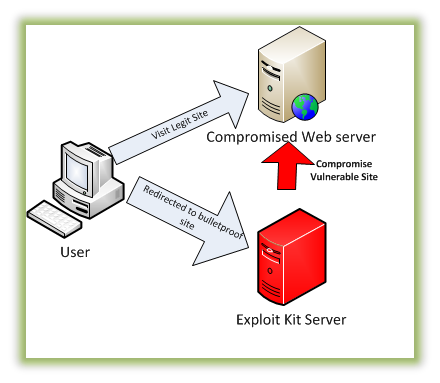 Visit Legit Site
Compromised Web server
Compromise
Vulnerable Site
Redirected to bulletproof
site
User
Exploit Kit Server